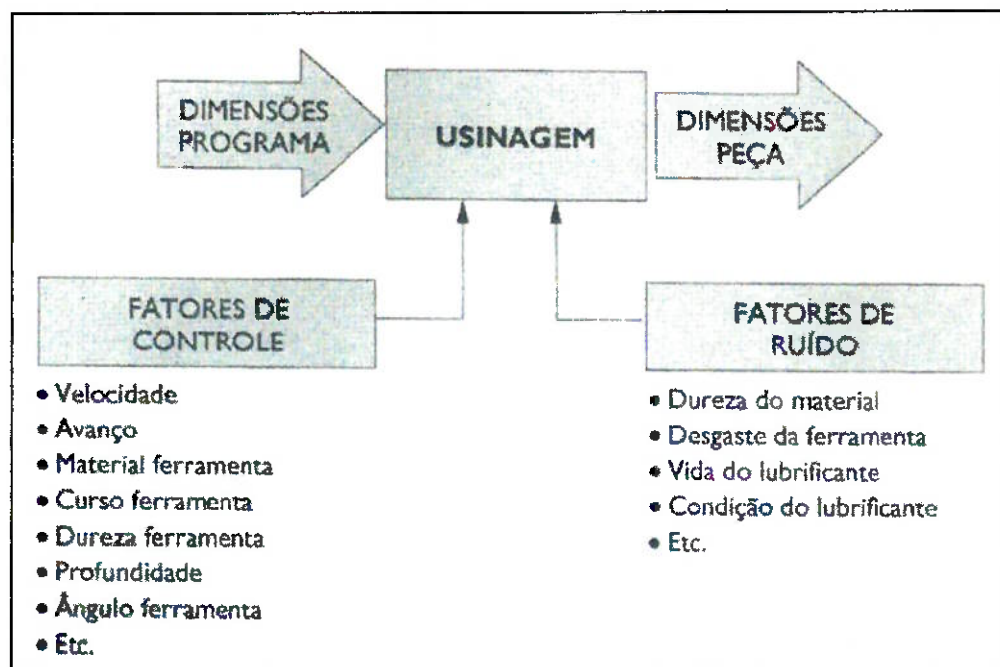 DIMENSÕES
PROGRAMA
USINAGEM
DIMENSÕES
PEÇA
FATORES DE
CONTROLE
• Velocidade
• Avanço
• Material ferramenta
• Curso ferramenta
• Dureza ferramenta
• Profundidade
• Ângulo ferramenta
• Etc.
FATORES DE
RUÍDO
• Dureza do material
• Desgaste da ferramenta
• Vida do lubrificante
• Condição do lubrificante
• Etc.